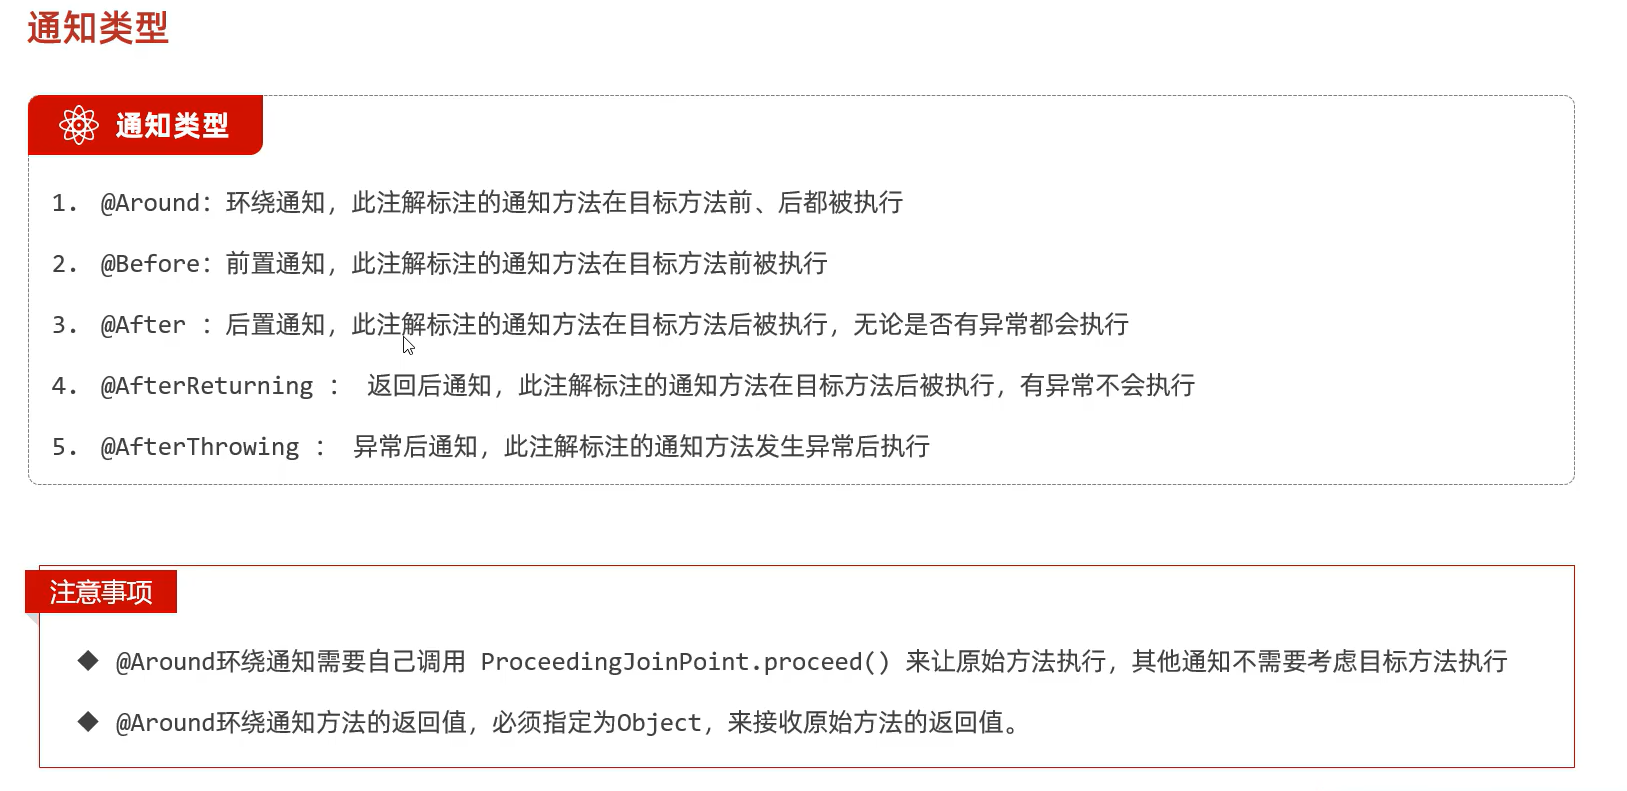 通知类型
通知类型
1. @Around：环绕通知，此注解标注的通知方法在目标方法前、后都被执行
2. @Before：前置通知，此注解标注的通知方法在目标方法前被执行
3. @After ：后置通知，此注解标注的通知方法在目标方法后被执行，无论是否有异常都会执行
4. @AfterReturning ： 返回后通知，此注解标注的通知方法在目标方法后被执行，有异常不会执行
5. @AfterThrowing ： 异常后通知，此注解标注的通知方法发生异常后执行
注意事项
◆ @Around环绕通知需要自己调用 ProceedingJoinPoint.proceed() 来让原始方法执行，其他通知不需要考虑目标方法执行
◆ @Around环绕通知方法的返回值，必须指定为Object，来接收原始方法的返回值。